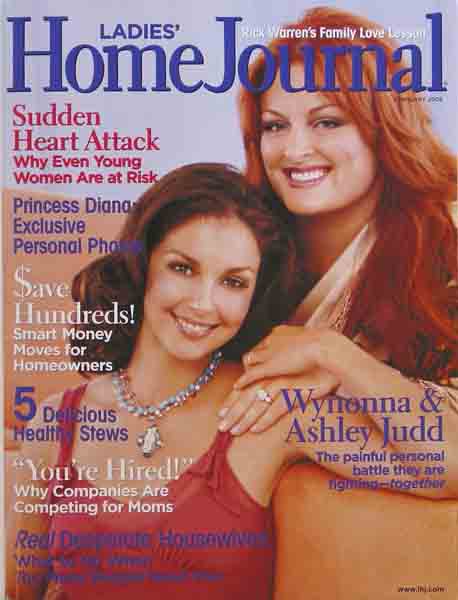 Rick Warren's Family Love Lesson
LADIES'
Home Journal
FEBRUARY 2005
Sudden
Heart Attack
Why Even Young
Women Are at Risk
Princess Diana:
Exclusive
Personal Photos
$ave
Hundreds!
Smart Money
Moves for
Homeowners
5 Delicious
Healthy Stews
Wynonna &
Ashley Judd
The painful personal
battle they are
fighting—together
"You're Hired!"
Why Companies Are
Competing for Moms
Real Desperate Housewives
www.lhj.com